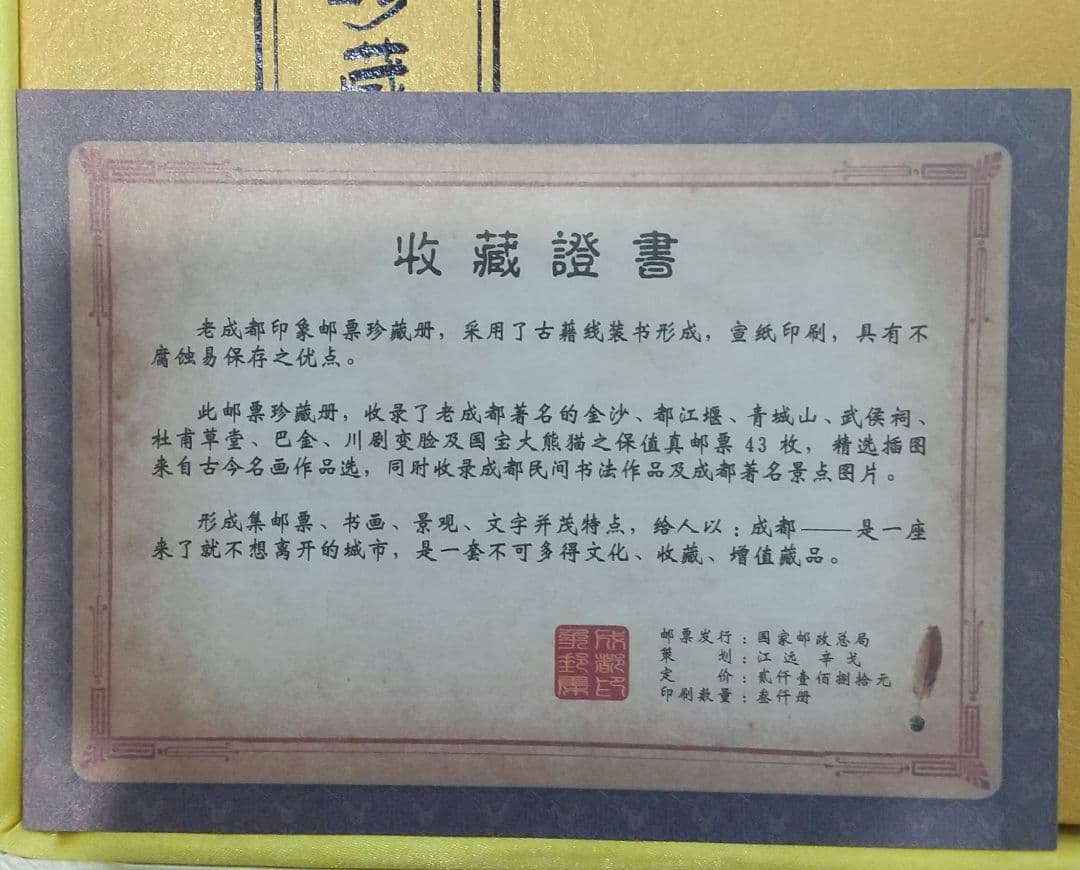 藏
收藏證書
老成都印象邮票珍藏册，采用了古藉线装书形成，宣纸印刷，具有不
腐蚀易保存之优点。
此邮票珍藏册，收录了老成都著名的金沙、都江堰、青城山、武侯祠、
杜甫草堂、巴金、川剧变脸及国宝大熊猫之保值真邮票43枚，精选插图
来自古今名画作品选，同时收录成都民间书法作品及成都著名景点图片。
形成集邮票、书画、景观、文字并茂特点，给人以：成都——是一座
来了就不想离开的城市，是一套不可多得文化、收藏、增值藏品。
成都印
象邮集
邮票发行：国家邮政总局
策划：江远 辛戈
定价：贰仟壹佰捌拾元
印刷数量：叁仟册